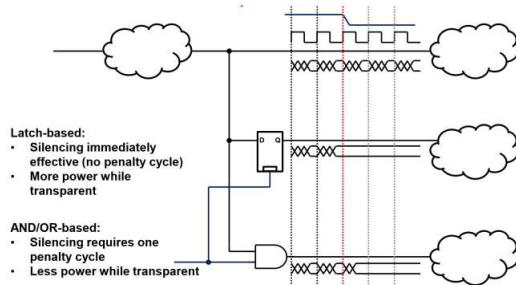 Latch-based:
• Silencing immediately
effective (no penalty cycle)
• More power while
transparent
D Q
AND/OR-based:
• Silencing requires one
penalty cycle
• Less power while transparent